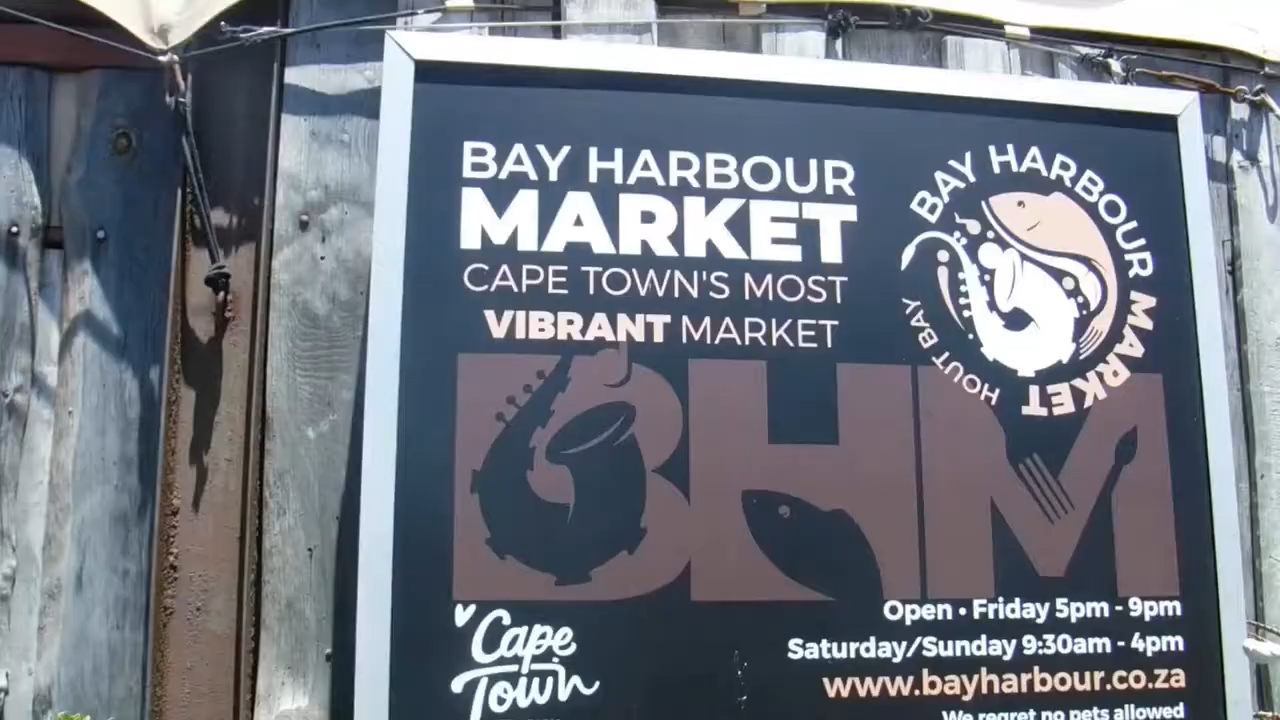 BAY HARBOUR
MARKET
CAPE TOWN'S MOST
VIBRANT MARKET
BAY HARBOUR MARKET
HOUT BAY
BHM
Cape
Town
Open • Friday 5pm - 9pm
Saturday/Sunday 9:30am - 4pm
www.bayharbour.co.za
We regret no pets allowed